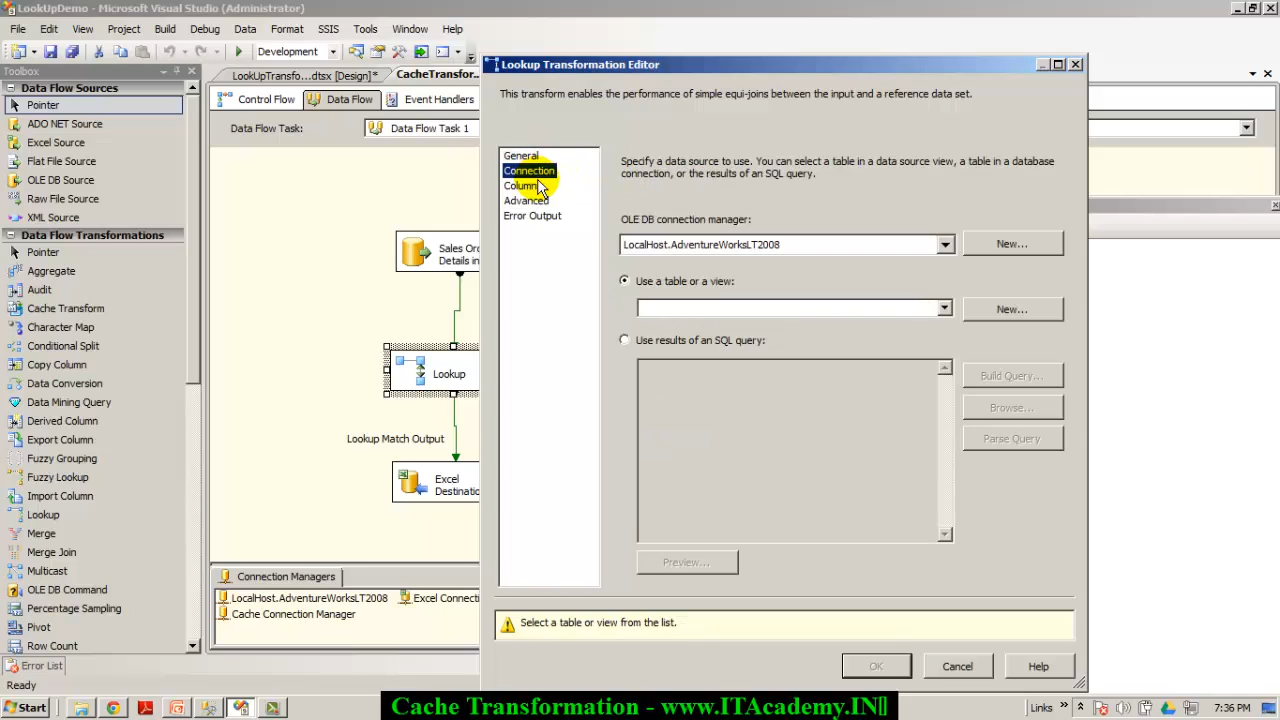 LookUpDemo - Microsoft Visual Studio (Administrator)
File Edit View Project Build Debug Data Format SSIS Tools Window Help
Development
Toolbox
Data Flow Sources
Pointer
ADO NET Source
Excel Source
Flat File Source
OLE DB Source
Raw File Source
XML Source
Data Flow Transformations
Pointer
Aggregate
Audit
Cache Transform
Character Map
Conditional Split
Copy Column
Data Conversion
Data Mining Query
Derived Column
Export Column
Fuzzy Grouping
Fuzzy Lookup
Import Column
Lookup
Merge
Merge Join
Multicast
OLE DB Command
Percentage Sampling
Pivot
Row Count
Error List
Ready
LookUpTransfo...dtsx [Design]* CacheTransfor...
Control Flow Data Flow Event Handlers
Data Flow Task: Data Flow Task 1
Sales Or
Details in
Lookup
Lookup Match Output
Excel
Destinatio
Connection Managers
LocalHost.AdventureWorksLT2008 Excel Connecti
Cache Connection Manager
Lookup Transformation Editor
This transform enables the performance of simple equi-joins between the input and a reference data set.
General
Connection
Column
Advanced
Error Output
Specify a data source to use. You can select a table in a data source view, a table in a database
connection, or the results of an SQL query.
OLE DB connection manager:
LocalHost.AdventureWorksLT2008 New...
Use a table or a view:
New...
Use results of an SQL query:
Build Query...
Browse...
Parse Query
Preview...
Select a table or view from the list.
OK Cancel Help
Start
Cache Transformation - www.ITAcademy.IN
Links » 7:36 PM